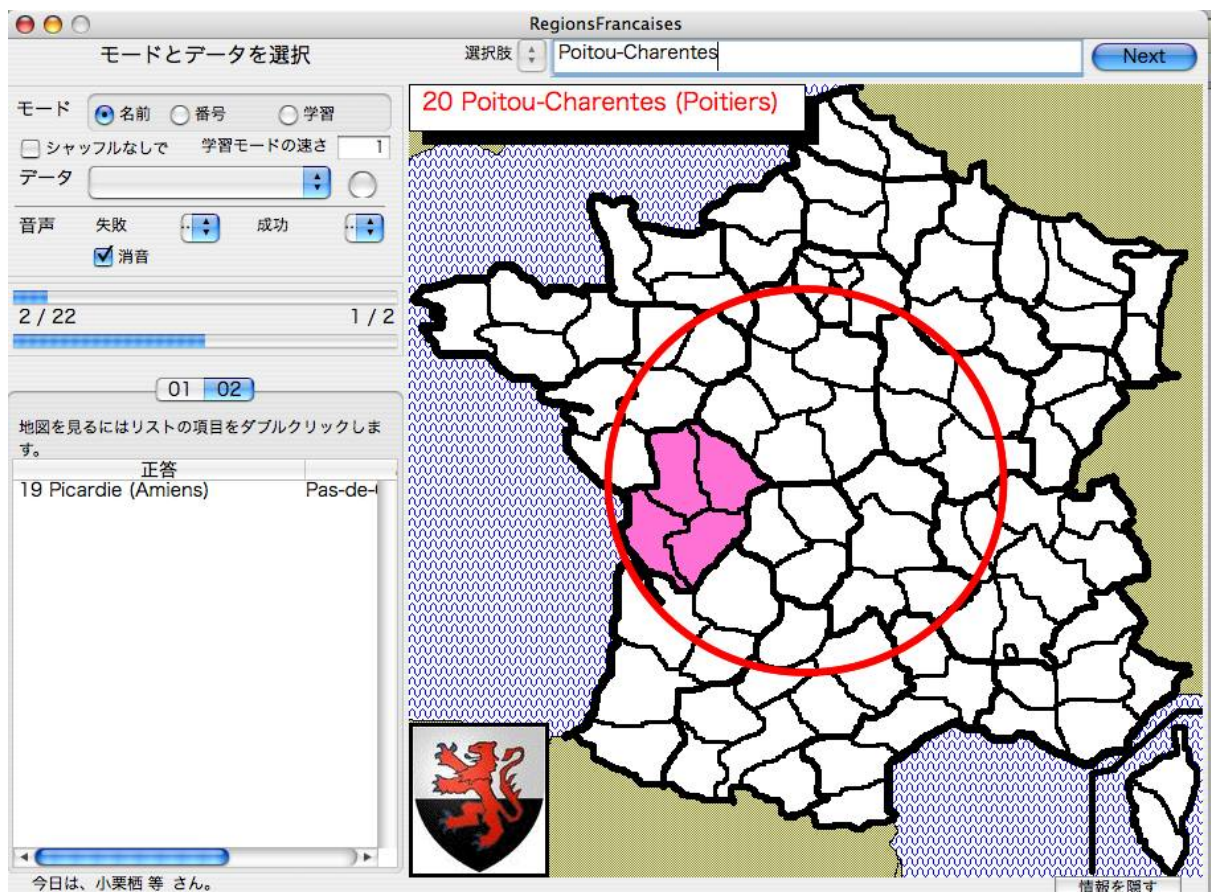 RegionsFrancaises
モードとデータを選択
選択肢
Poitou-Charentes
Next
モード 名前 番号 学習
シャッフルなしで 学習モードの速さ 1
データ
音声 失敗 .. 成功 ..
消音
2 / 22 1 / 2
01 02
地図を見るにはリストの項目をダブルクリックしま
す。
正答
19 Picardie (Amiens) Pas-de-
20 Poitou-Charentes (Poitiers)
今日は、小栗栖 等 さん。
情報を隠す